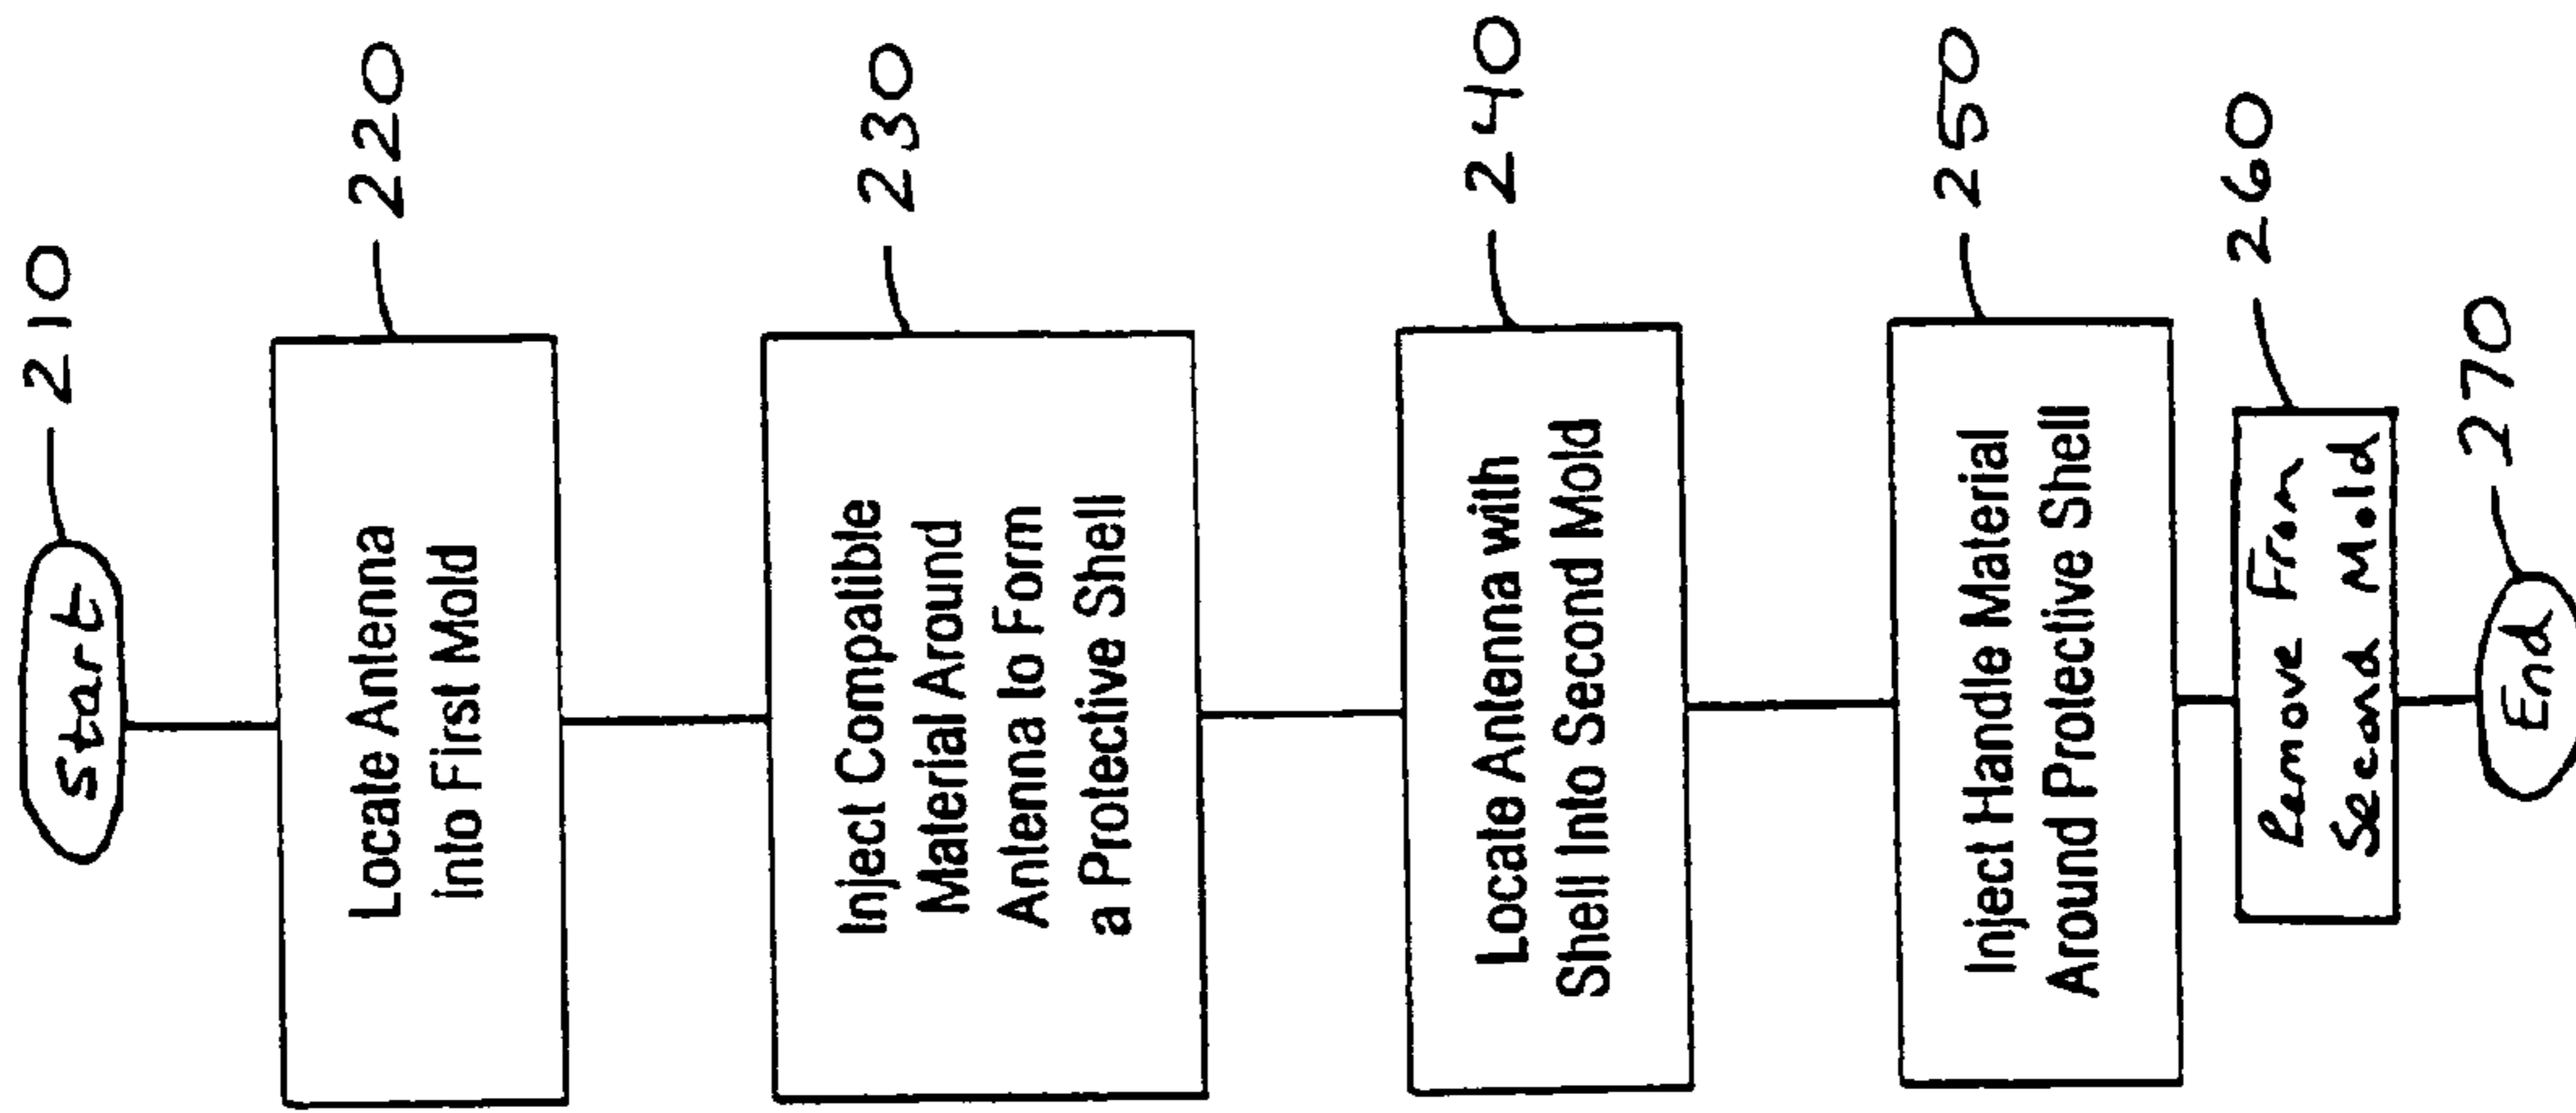 Start
210
Locate Antenna
into First Mold
220
Inject Compatible
Material Around
Antenna to Form
a Protective Shell
230
Locate Antenna with
Shell Into Second Mold
240
Inject Handle Material
Around Protective Shell
250
Remove From
Second Mold
260
End
270